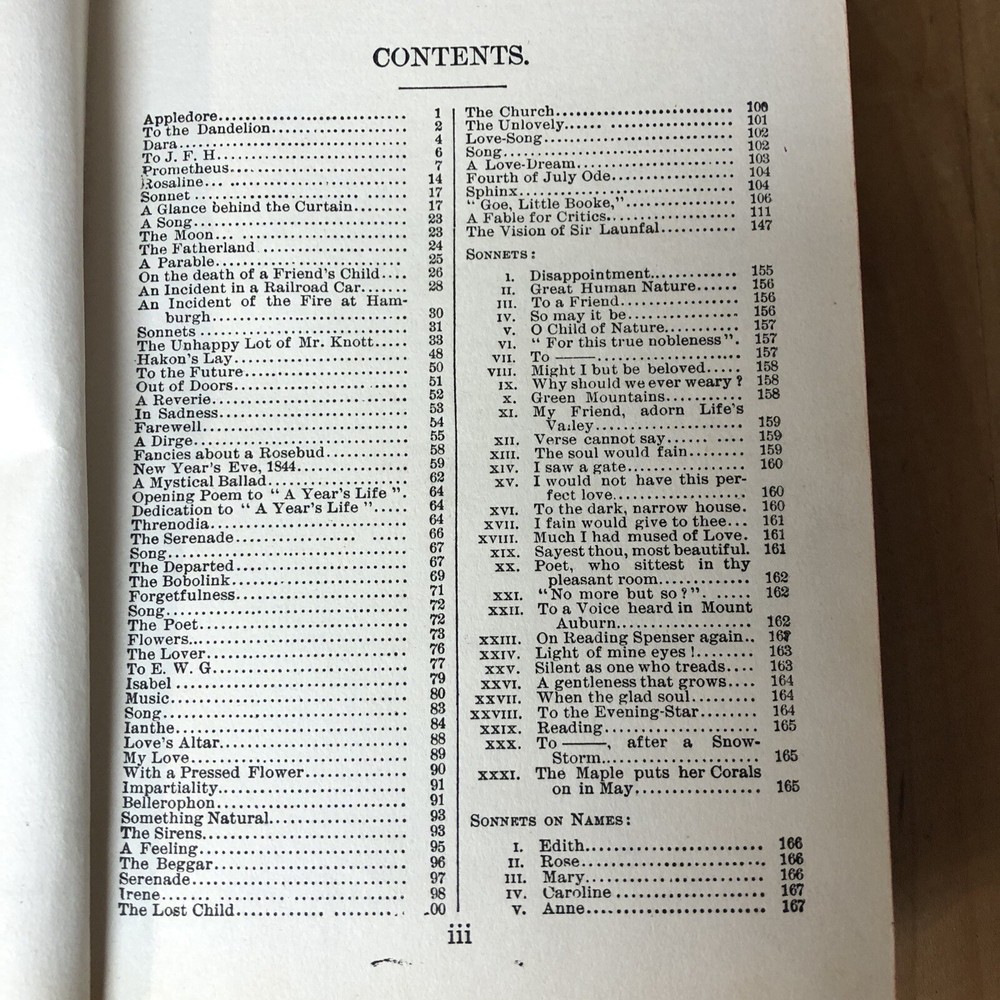 CONTENTS.
Appledore........ 1
To the Dandelion........ 2
Dara........ 4
To J. F. H........ 6
Prometheus........ 7
Rosaline........ 14
Sonnet........ 17
A Glance behind the Curtain........ 17
A Song........ 23
The Moon........ 23
The Fatherland........ 24
A Parable........ 25
On the death of a Friend's Child.... 26
An Incident in a Railroad Car....... 28
An Incident of the Fire at Ham-
burgh........ 30
Sonnets........ 31
The Unhappy Lot of Mr. Knott..... 33
Hakon's Lay........ 48
To the Future........ 50
Out of Doors........ 51
A Reverie........ 52
In Sadness........ 53
Farewell........ 54
A Dirge........ 55
Fancies about a Rosebud........ 58
New Year's Eve, 1844........ 59
A Mystical Ballad........ 62
Opening Poem to "A Year's Life". 64
Dedication to "A Year's Life"..... 64
Threnodia........ 64
The Serenade........ 66
Song........ 67
The Departed........ 67
The Bobolink........ 69
Forgetfulness........ 71
Song........ 72
The Poet........ 72
Flowers........ 73
The Lover........ 76
To E. W. G........ 77
Isabel........ 79
Music........ 80
Song........ 83
Ianthe........ 84
Love's Altar........ 88
My Love........ 89
With a Pressed Flower........ 90
Impartiality........ 91
Bellerophon........ 91
Something Natural........ 93
The Sirens........ 93
A Feeling........ 95
The Beggar........ 96
Serenade........ 97
Irene........ 98
The Lost Child........ 00
The Church........ 100
The Unlovely........ 101
Love-Song........ 102
Song........ 102
A Love-Dream........ 103
Fourth of July Ode........ 104
Sphinx........ 104
"Goe, Little Booke,"........ 106
A Fable for Critics........ 111
The Vision of Sir Launfal........ 147
SONNETS:
I. Disappointment........ 155
II. Great Human Nature...... 156
III. To a Friend........ 156
IV. So may it be........ 156
V. O Child of Nature........ 157
VI. "For this true nobleness". 157
VII. To ——........ 157
VIII. Might I but be beloved..... 158
IX. Why should we ever weary? 158
X. Green Mountains........ 158
XI. My Friend, adorn Life's
Valley........ 159
XII. Verse cannot say........ 159
XIII. The soul would fain........ 159
XIV. I saw a gate........ 160
XV. I would not have this per-
fect love........ 160
XVI. To the dark, narrow house. 160
XVII. I fain would give to thee... 161
XVIII. Much I had mused of Love. 161
XIX. Sayest thou, most beautiful. 161
XX. Poet, who sittest in thy
pleasant room........ 162
XXI. "No more but so?". ..... 162
XXII. To a Voice heard in Mount
Auburn........ 162
XXIII. On Reading Spenser again.. 163
XXIV. Light of mine eyes!........ 163
XXV. Silent as one who treads.... 163
XXVI. A gentleness that grows.... 164
XXVII. When the glad soul........ 164
XXVIII. To the Evening-Star........ 164
XXIX. Reading........ 165
XXX. To ——, after a Snow-
Storm........ 165
XXXI. The Maple puts her Corals
on in May........ 165
SONNETS ON NAMES:
I. Edith........ 166
II. Rose........ 166
III. Mary........ 166
IV. Caroline........ 167
V. Anne........ 167
iii